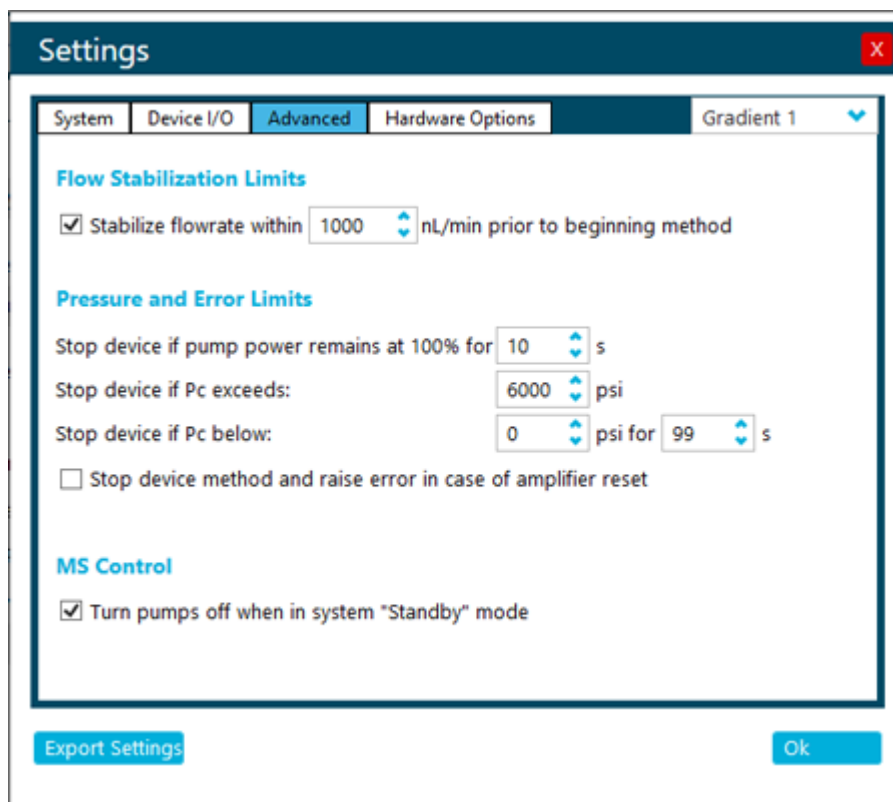 Settings
X
System Device I/O Advanced Hardware Options Gradient 1
Flow Stabilization Limits
Stabilize flowrate within 1000 nL/min prior to beginning method
Pressure and Error Limits
Stop device if pump power remains at 100% for 10 s
Stop device if Pc exceeds: 6000 psi
Stop device if Pc below: 0 psi for 99 s
Stop device method and raise error in case of amplifier reset
MS Control
Turn pumps off when in system "Standby" mode
Export Settings Ok